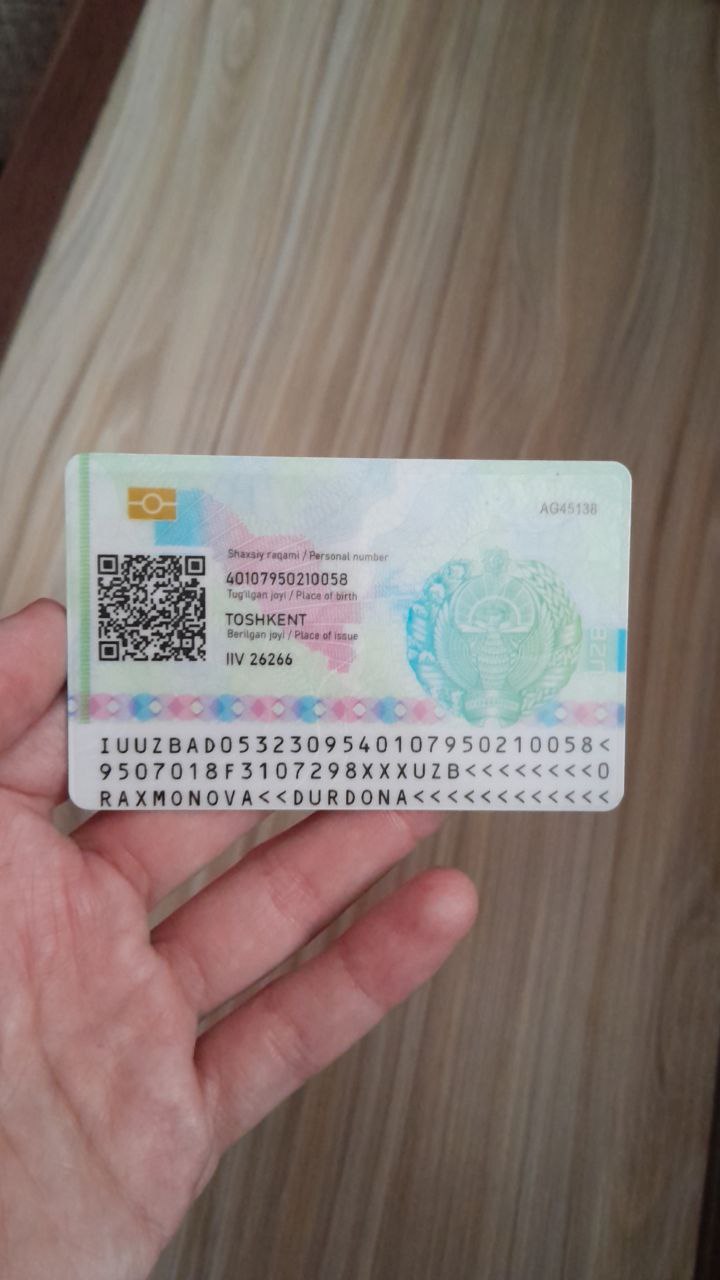 AG45138
Shaxsiy raqami / Personal number
40107950210058
Tug'ilgan joyi / Place of birth
TOSHKENT
Berilgan joyi / Place of issue
IIV 26266
UZB
IUUZBAD0532309540107950210058<
9507018F3107298XXXUZB<<<<<<<<0
RAXMONOVA<<DURDONA<<<<<<<<<<<<